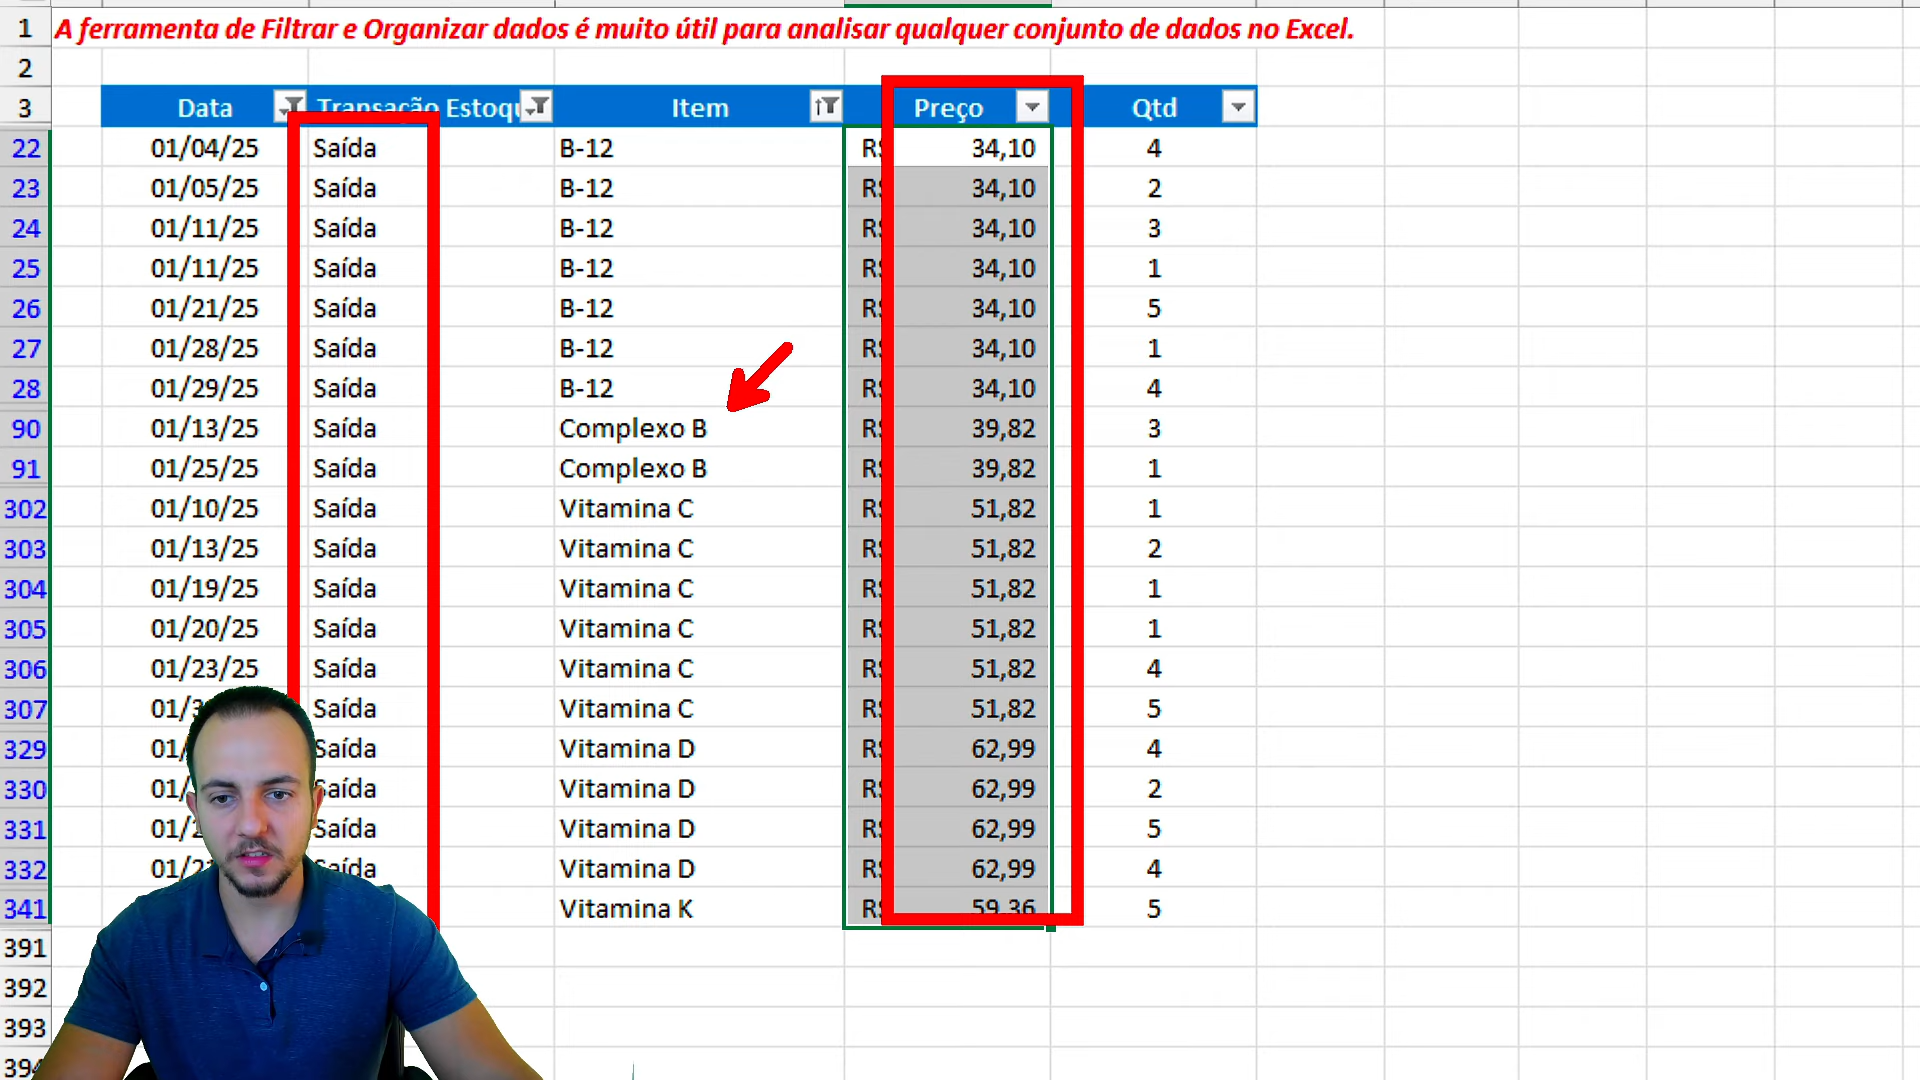 1 A ferramenta de Filtrar e Organizar dados é muito útil para analisar qualquer conjunto de dados no Excel.
2
3 Data Transação Item Preço Qtd
22 01/04/25 Saída B-12 R$ 34,10 4
23 01/05/25 Saída B-12 R$ 34,10 2
24 01/11/25 Saída B-12 R$ 34,10 3
25 01/11/25 Saída B-12 R$ 34,10 1
26 01/21/25 Saída B-12 R$ 34,10 5
27 01/28/25 Saída B-12 R$ 34,10 1
28 01/29/25 Saída B-12 R$ 34,10 4
90 01/13/25 Saída Complexo B R$ 39,82 3
91 01/25/25 Saída Complexo B R$ 39,82 1
302 01/10/25 Saída Vitamina C R$ 51,82 1
303 01/13/25 Saída Vitamina C R$ 51,82 2
304 01/19/25 Saída Vitamina C R$ 51,82 1
305 01/20/25 Saída Vitamina C R$ 51,82 1
306 01/23/25 Saída Vitamina C R$ 51,82 4
307 Saída Vitamina C R$ 51,82 5
329 Saída Vitamina D R$ 62,99 4
330 Saída Vitamina D R$ 62,99 2
331 Saída Vitamina D R$ 62,99 5
332 Saída Vitamina D R$ 62,99 4
341 Vitamina K R$ 59,36 5
391
392
393